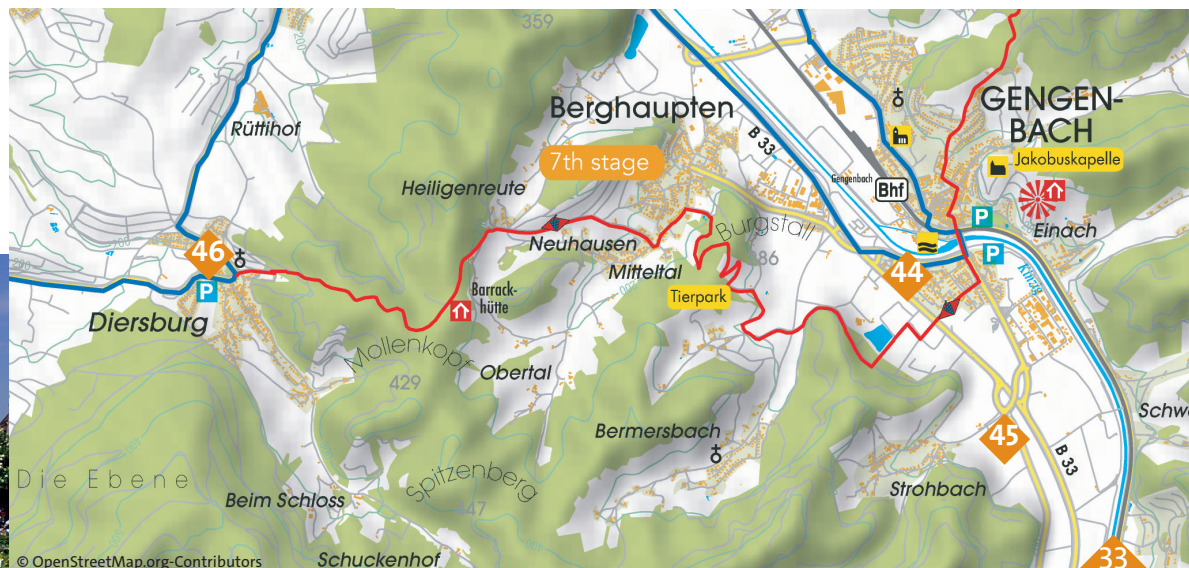 359
GENGEN-
BACH
Berghaupten
Rüttihof
B 33
Jakobuskapelle
7th stage
Gengenbach
Bhf
Heiligenreute
P
Burgstall
Einach
Neuhausen
46
P
86
Mitteltal
Kinzig
44
Tierpark
Barrack-
hütte
P
Diersburg
Mollenkopf
429
Obertal
Schwa
Bermersbach
45
B 33
Die Ebene
Spitzenberg
Strohbach
Beim Schloss
447
33
Schuckenhof
© OpenStreetMap.org-Contributors